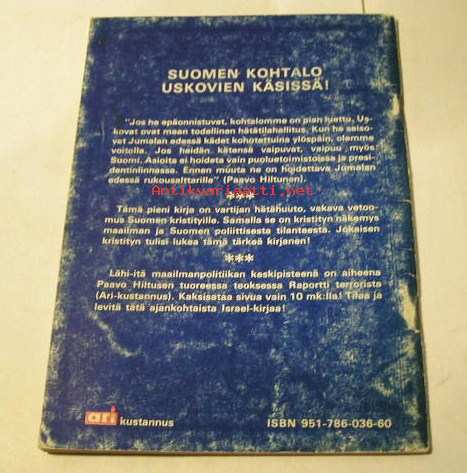 SUOMEN KOHTALO
USKOVIEN KÄSISSÄ!
"Jos he epäonnistuvat, kohtalomme on pian luettu. Us-
kovat ovat maan todellinen hätätilahallitus. Kun he seiso-
vat Jumalan edessä kädet kohotettuina ylöspäin, olemme
voitolla. Jos heidän kätensä vaipuvat, vaipuu myös
Suomi. Asioita ei hoideta vain puoluetoimistoissa ja presi-
dentinlinnassa. Ennen muuta ne on hoidettava Jumalan
edessä rukousalttarilla" (Paavo Hiltunen).
Antikvariaatti.net
***
Tämä pieni kirja on vartijan hätähuuto, vakava vetoo-
mus Suomen kristityille. Samalla se on kristityn näkemys
maailman ja Suomen poliittisesta tilanteesta. Jokaisen
kristityn tulisi lukea tämä tärkeä kirjanen!
***
Lähi-itä maailmanpolitiikan keskipisteenä on aiheena
Paavo Hiltusen tuoreessa teoksessa Raportti terrorista
(Ari-kustannus). Kaksisataa sivua vain 10 mk:lla! Tilaa ja
levitä tätä ajankohtaista Israel-kirjaa!
ari kustannus
ISBN 951-786-036-60